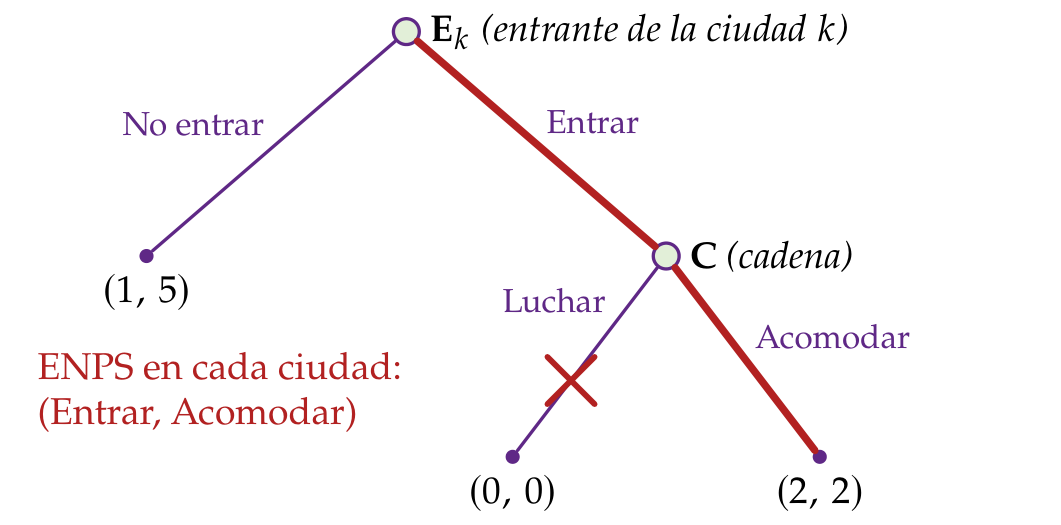 E_k (entrante de la ciudad k)
No entrar
Entrar
C (cadena)
(1, 5)
Luchar
Acomodar
ENPS en cada ciudad:
(Entrar, Acomodar)
(0, 0)
(2, 2)